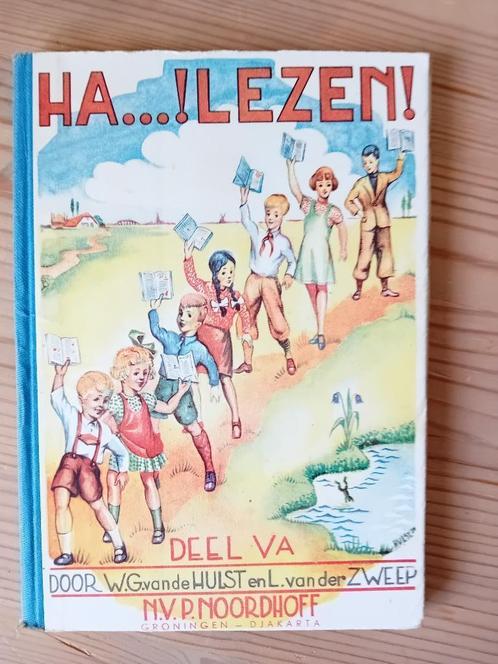 HA...!LEZEN!
DEEL VA
DOOR W.G. van de HULST en L. van der ZWEEP
N.V. P. NOORDHOFF
GRONINGEN - DJAKARTA